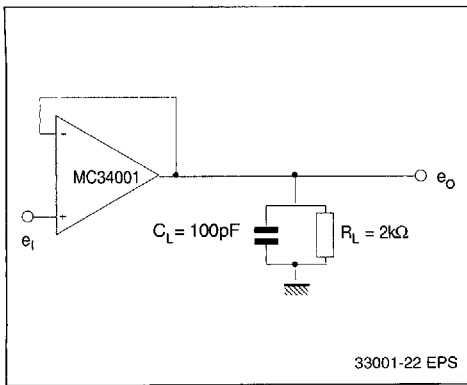 -
MC34001
+
e_I
e_o
C_L = 100pF
R_L = 2kΩ
33001-22 EPS